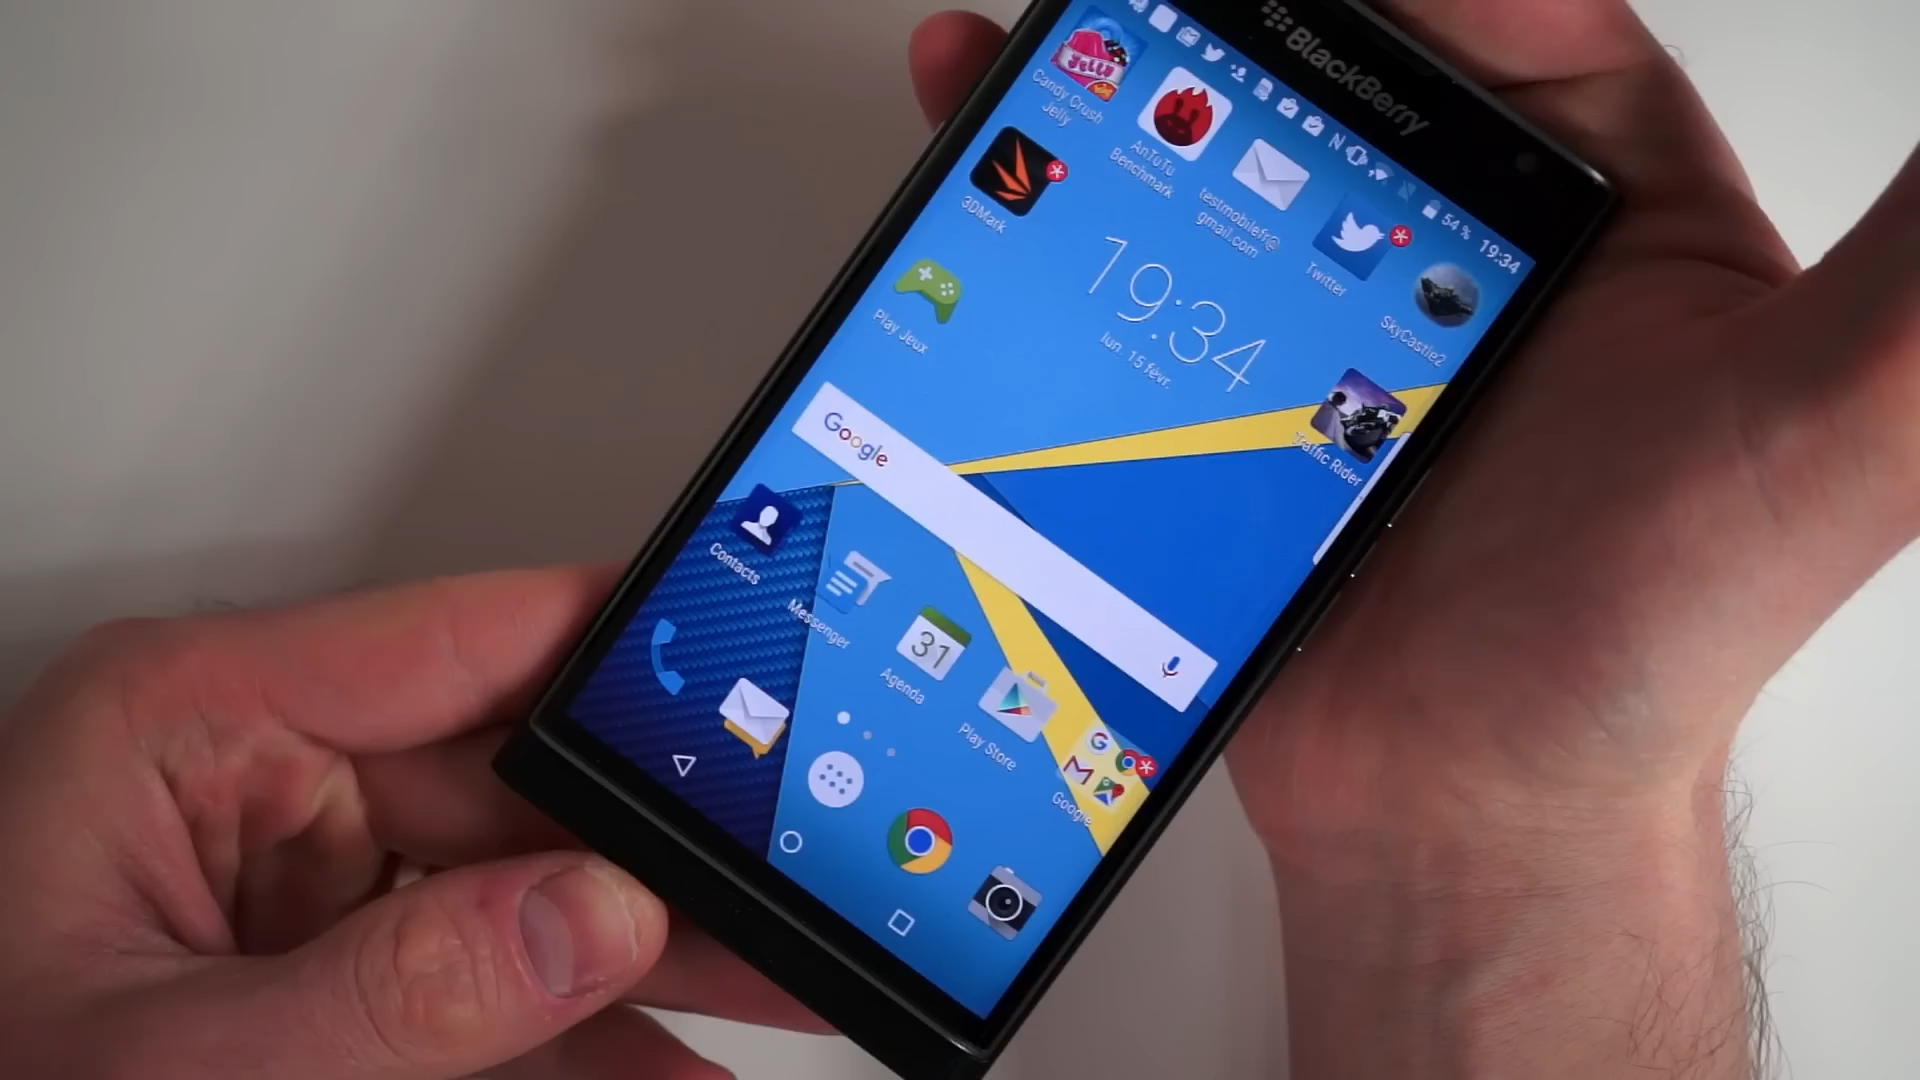 BlackBerry
N
54 %
19:34
JELLY
Candy Crush
Jelly
AnTuTu
Benchmark
testmobilefr@
gmail.com
Twitter
SkyCastle2
3DMark
19:34
lun. 15 févr.
Play Jeux
Traffic Rider
Google
Contacts
Messenger
31
Agenda
Play Store
G
M
Google